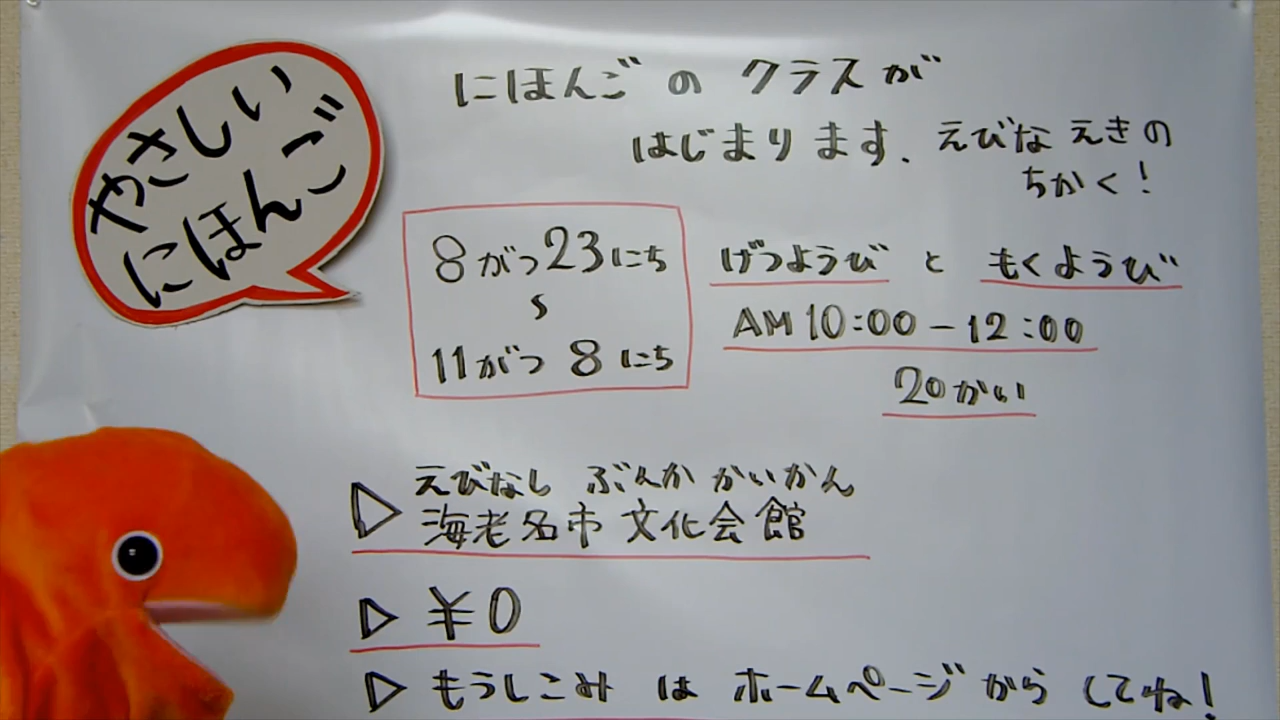 やさしい
にほんご
にほんご の クラス が
はじまり ます. えびな えき の
ちかく!
8がつ23にち
〜
11がつ 8にち
げつようび と もくようび
AM10:00-12:00
20かい
▷ えびなし ぶんか かいかん
海老名市 文化会館
▷ ¥0
▷ もうしこみ は ホームページ から してね!